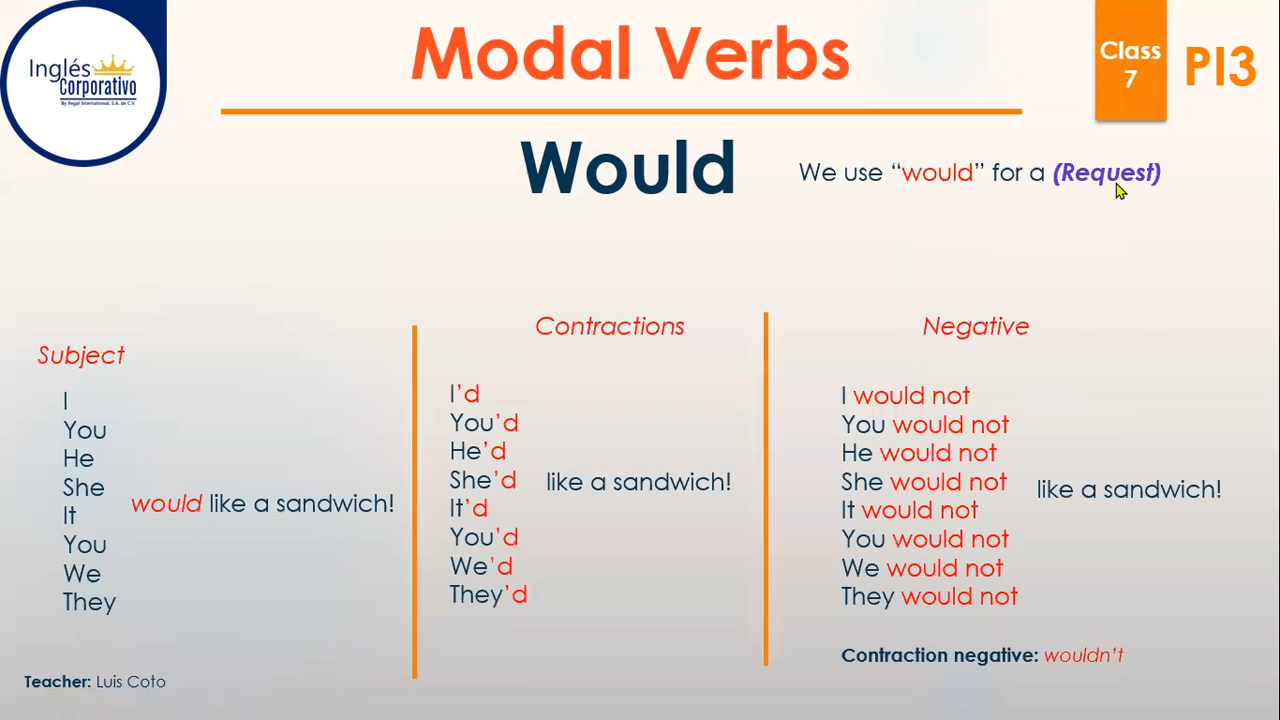 Inglés
Corporativo
By Regal International, S.A. de C.V.
Modal Verbs
Class
7
PI3
Would
We use “would” for a (Request)
Subject
I
You
He
She
It
You
We
They
would like a sandwich!
Contractions
I’d
You’d
He’d
She’d
It’d
You’d
We’d
They’d
like a sandwich!
Negative
I would not
You would not
He would not
She would not
It would not
You would not
We would not
They would not
like a sandwich!
Contraction negative: wouldn’t
Teacher: Luis Coto